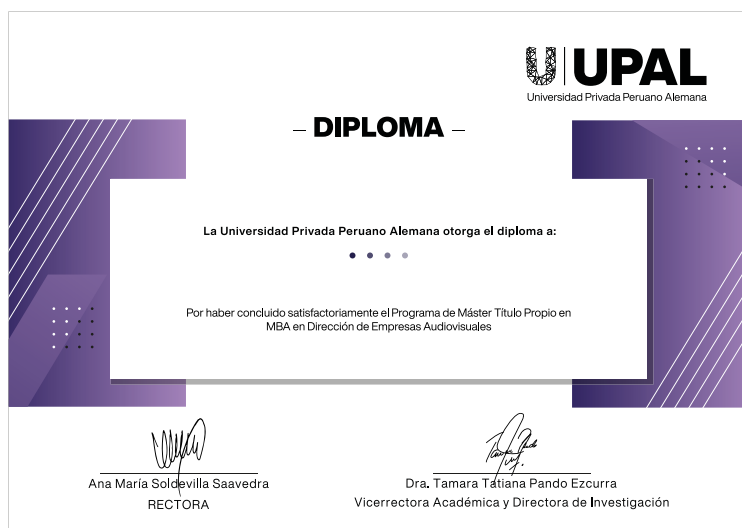 UPAL
Universidad Privada Peruano Alemana
– DIPLOMA –
La Universidad Privada Peruano Alemana otorga el diploma a:
Por haber concluido satisfactoriamente el Programa de Máster Título Propio en
MBA en Dirección de Empresas Audiovisuales
Ana María Soldevilla Saavedra
RECTORA
Dra. Tamara Tatiana Pando Ezcurra
Vicerrectora Académica y Directora de Investigación